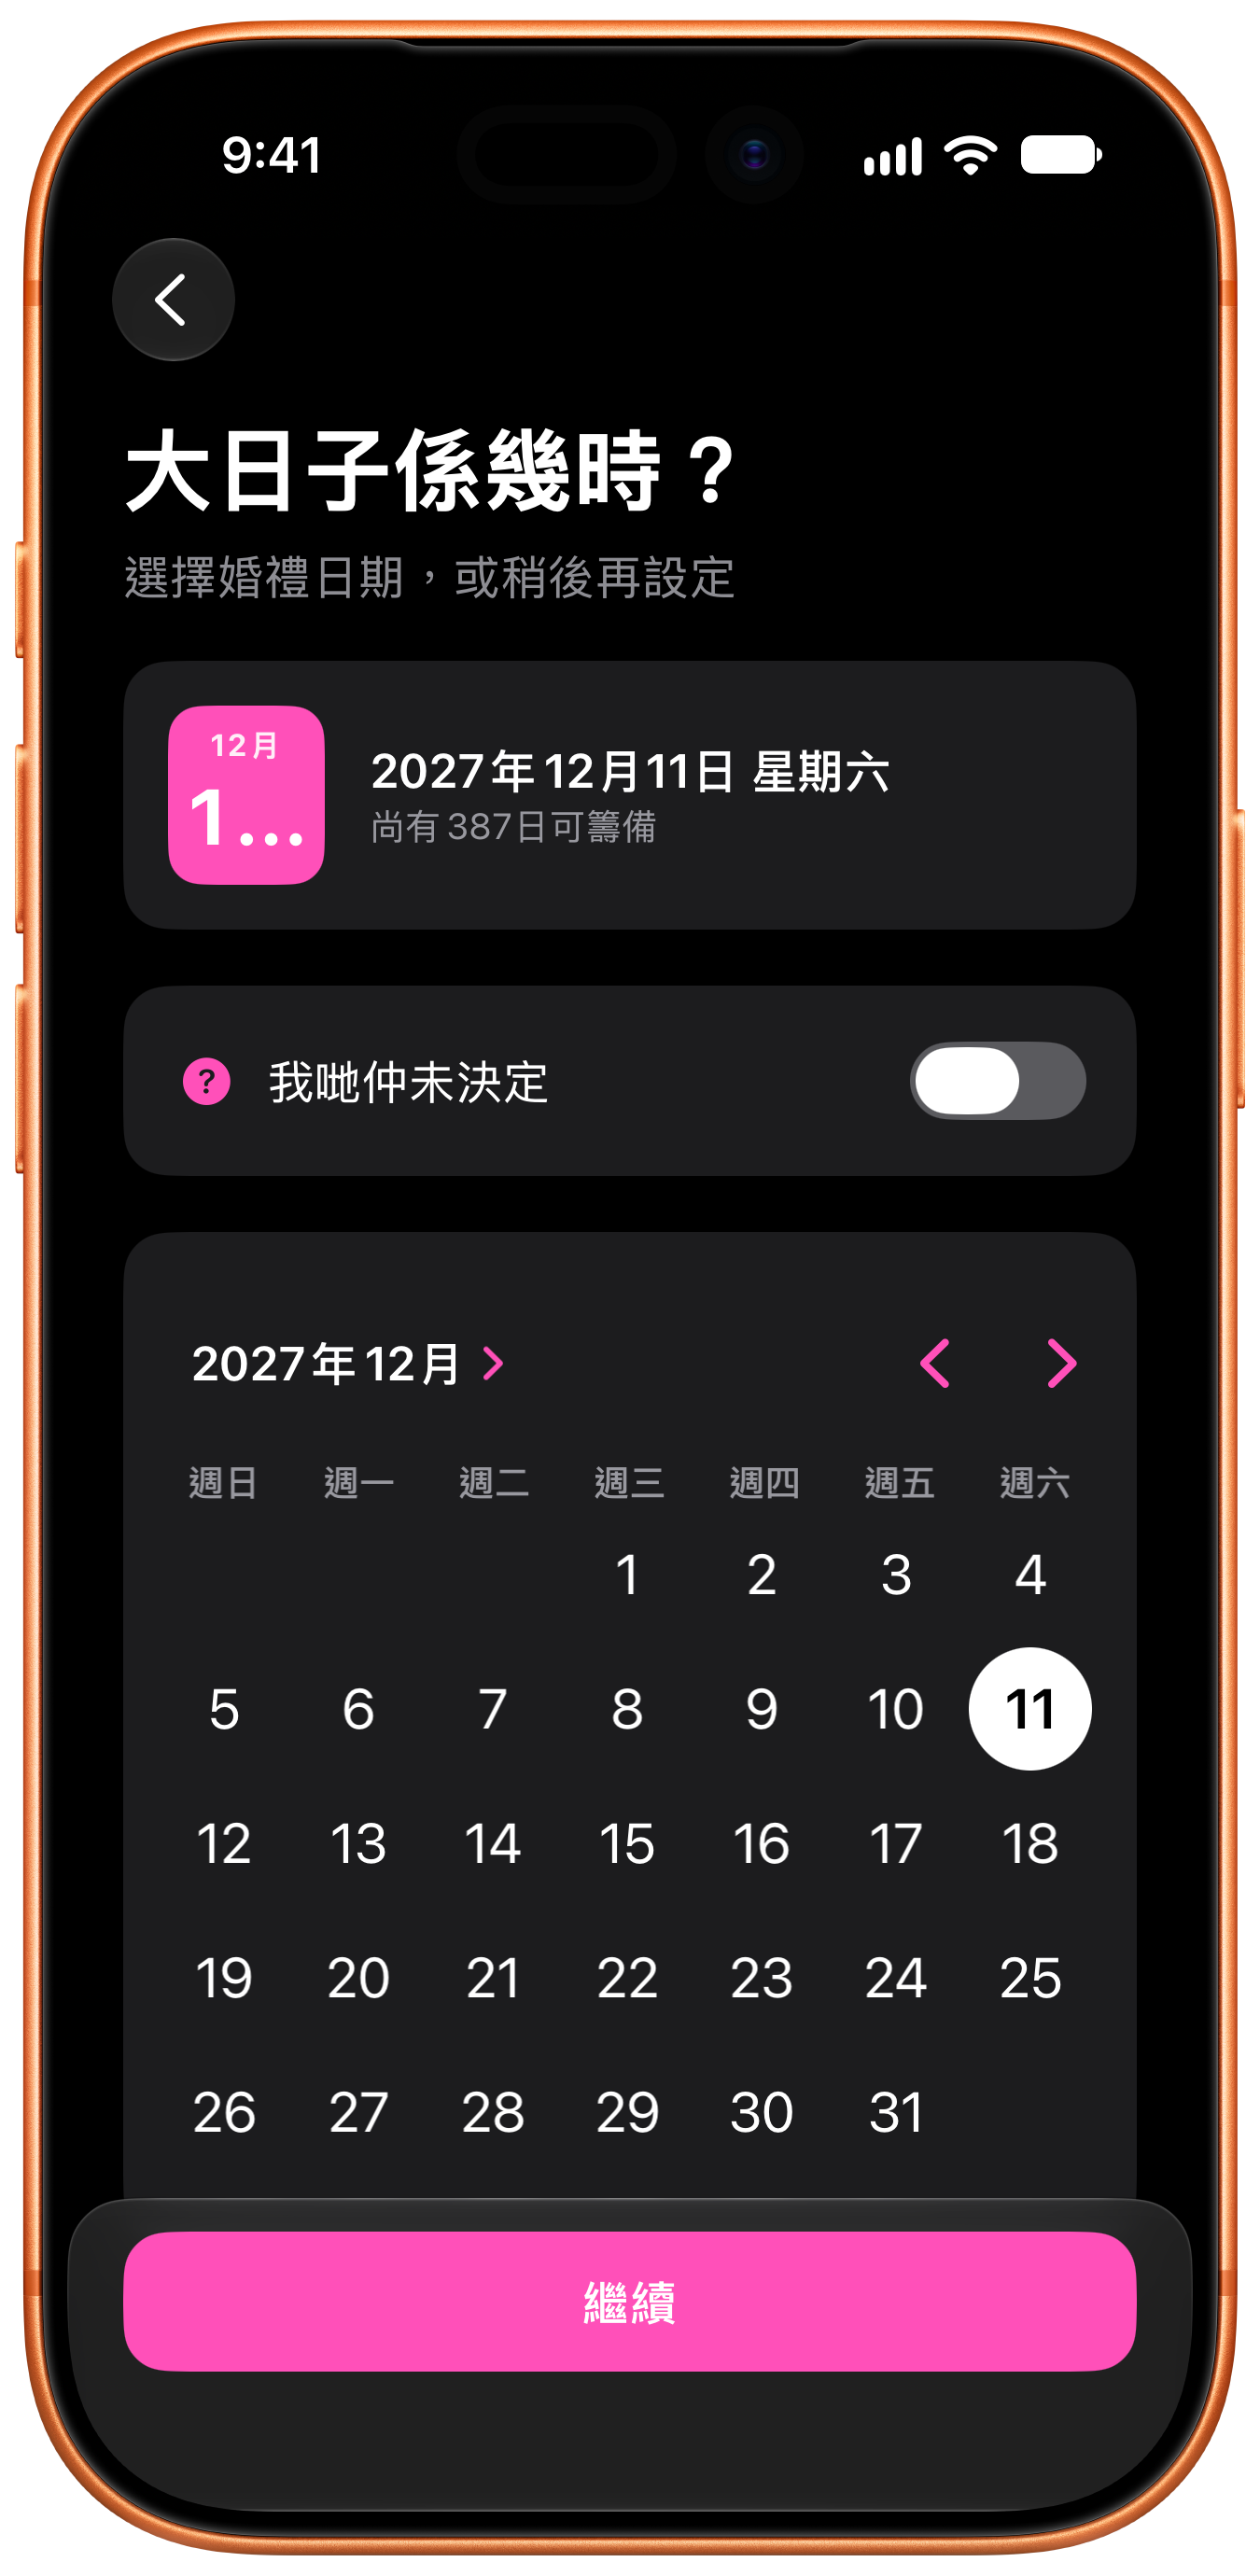 9:41
大日子係幾時？
選擇婚禮日期，或稍後再設定
12月
1...
2027年12月11日 星期六
尚有 387日可籌備
? 我哋仲未決定
2027年12月
週日 週一 週二 週三 週四 週五 週六
1 2 3 4
5 6 7 8 9 10 11
12 13 14 15 16 17 18
19 20 21 22 23 24 25
26 27 28 29 30 31
繼續